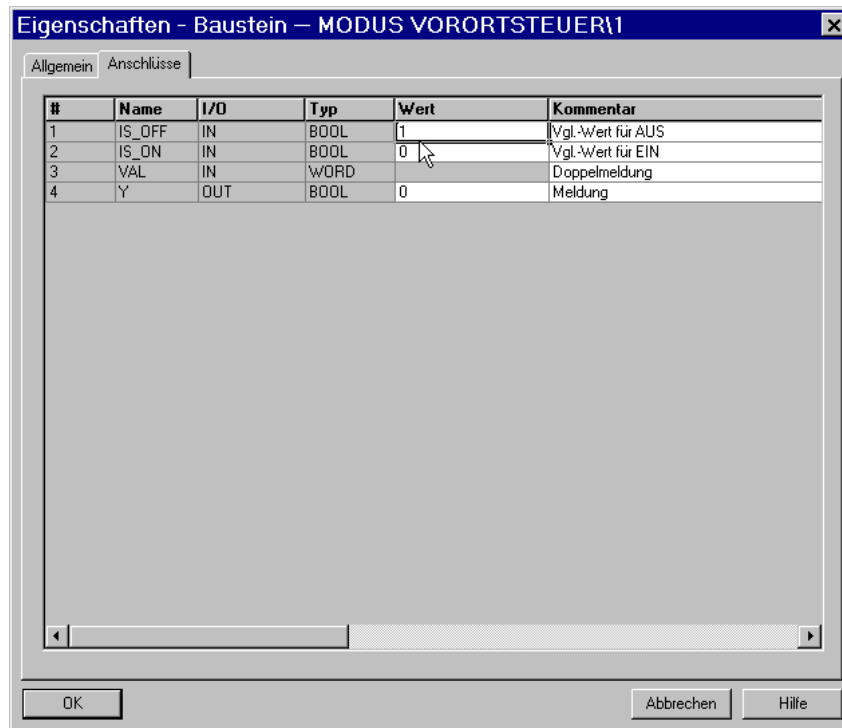 Eigenschaften - Baustein — MODUS VORORTSTEUER\1
Allgemein Anschlüsse
# Name I/O Typ Wert Kommentar
1 IS_OFF IN BOOL 1 Vgl.-Wert für AUS
2 IS_ON IN BOOL 0 Vgl.-Wert für EIN
3 VAL IN WORD Doppelmeldung
4 Y OUT BOOL 0 Meldung
OK Abbrechen Hilfe